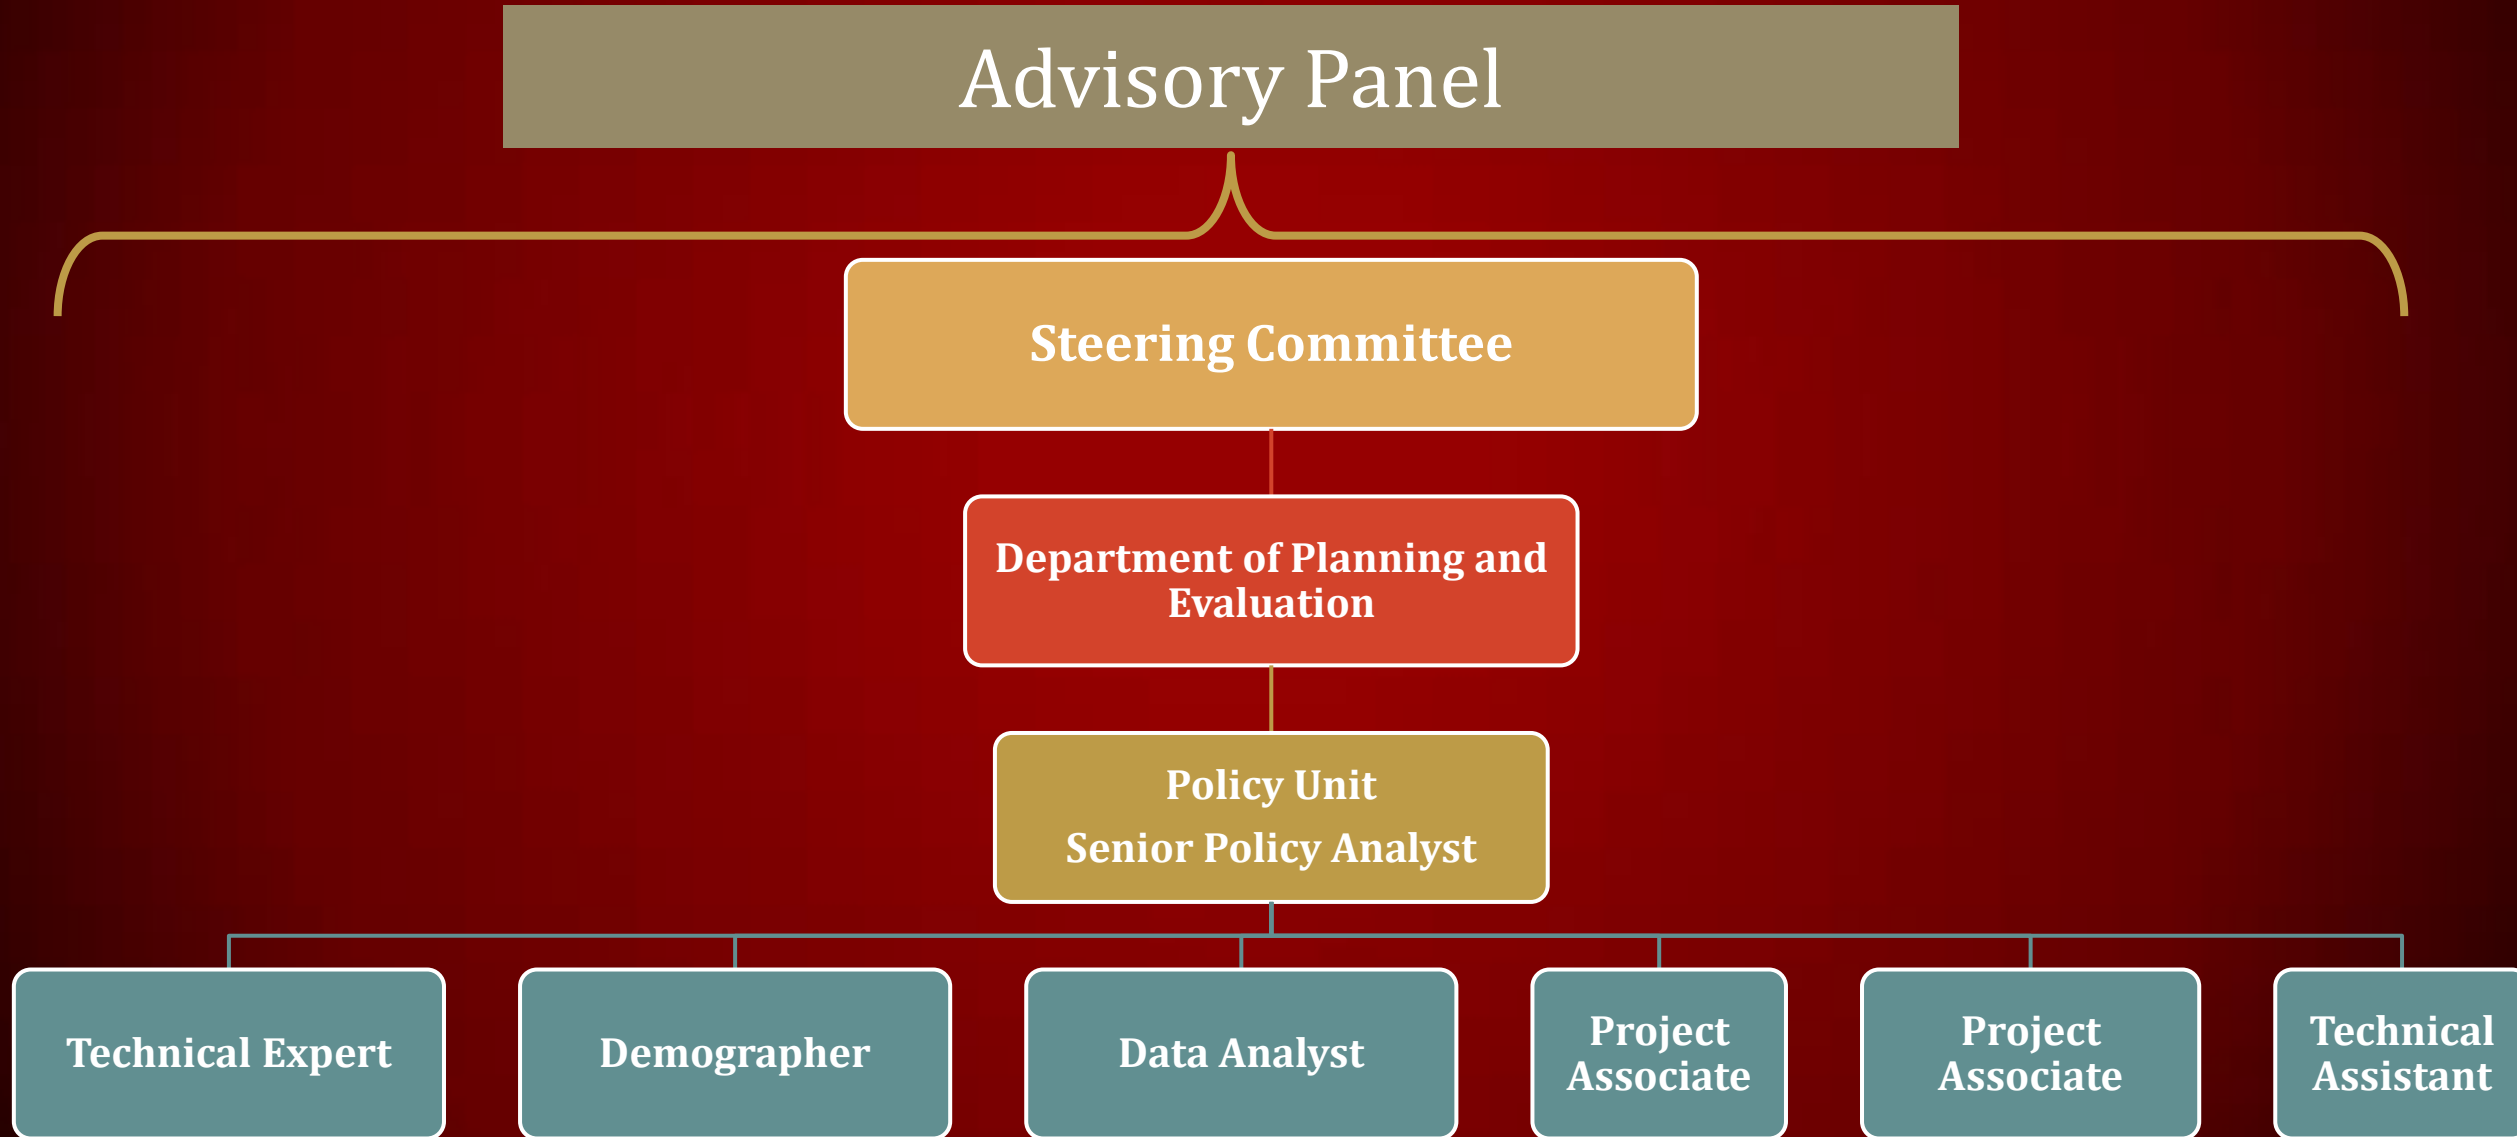 Advisory Panel
Steering Committee
Department of Planning and
Evaluation
Policy Unit
Senior Policy Analyst
Technical Expert
Demographer
Data Analyst
Project
Associate
Project
Associate
Technical
Assistant